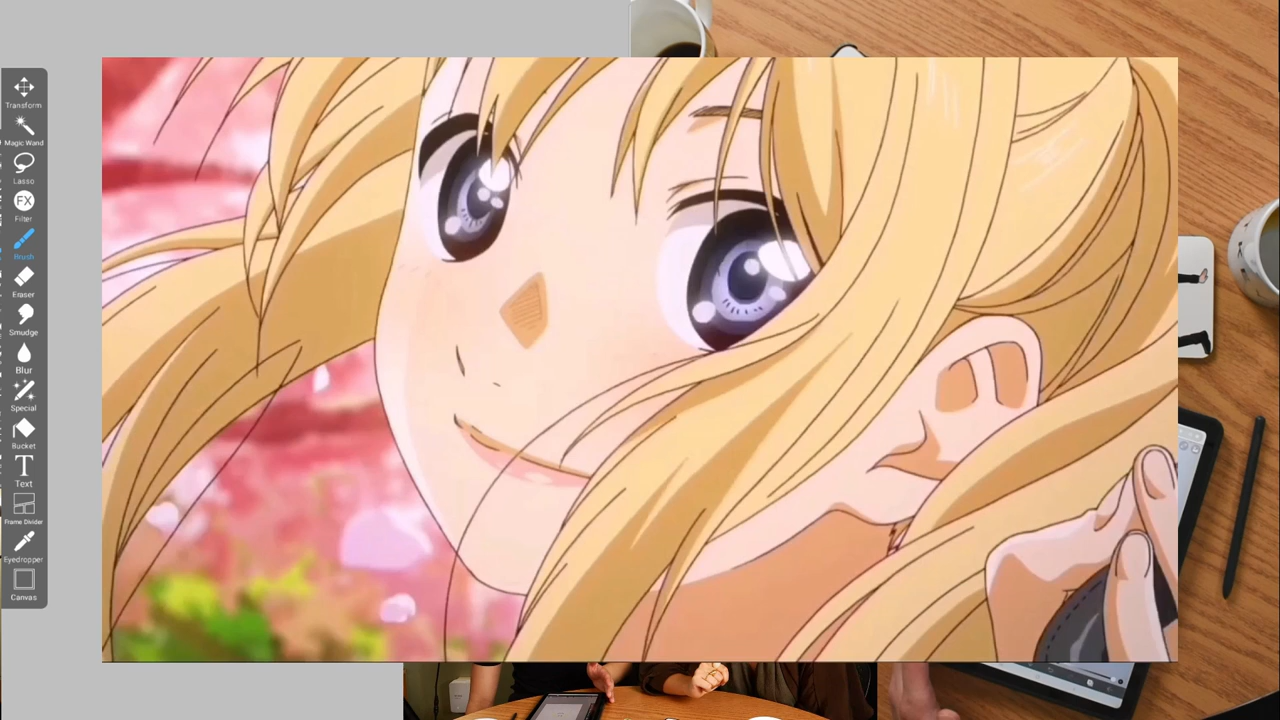 Transform
Magic Wand
Lasso
FX
Filter
Brush
Eraser
Smudge
Blur
Special
Bucket
T
Text
Frame Divider
Eyedropper
Canvas